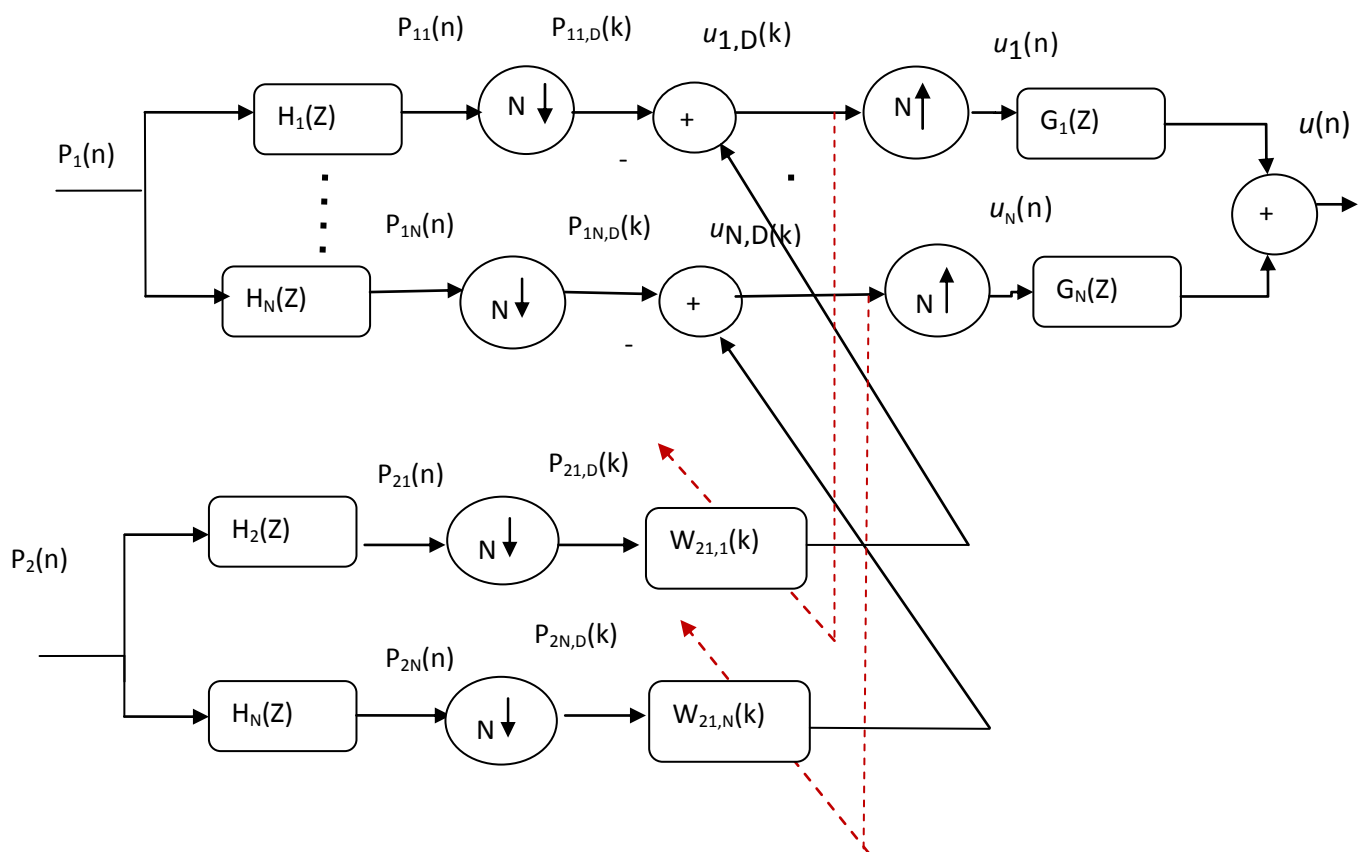 P₁₁(n) P₁₁,D(k) u₁,D(k) u₁(n)
H₁(Z) N + N G₁(Z) u(n)
P₁(n)
-
P₁N(n) P₁N,D(k) uN,D(k) uN(n)
+
HN(Z) N + N GN(Z)
-
P₂₁(n) P₂₁,D(k)
H₂(Z) N W₂₁,₁(k)
P₂(n)
P₂N(n) P₂N,D(k)
HN(Z) N W₂₁,N(k)